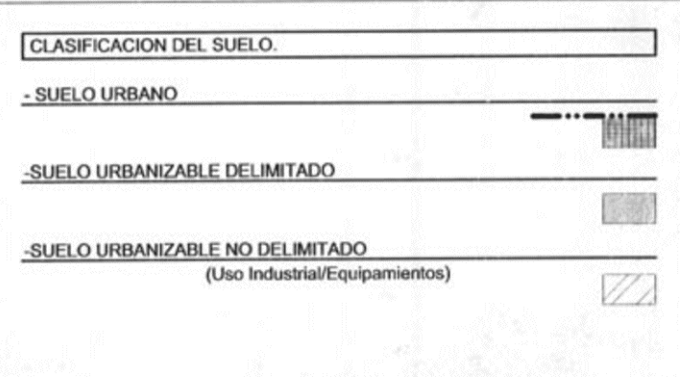 CLASIFICACION DEL SUELO.
- SUELO URBANO
-SUELO URBANIZABLE DELIMITADO
-SUELO URBANIZABLE NO DELIMITADO
(Uso Industrial/Equipamientos)